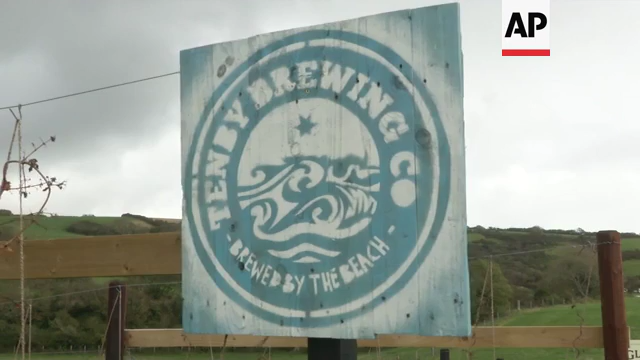 AP
TENBY BREWING CO
- BREWED BY THE BEACH -